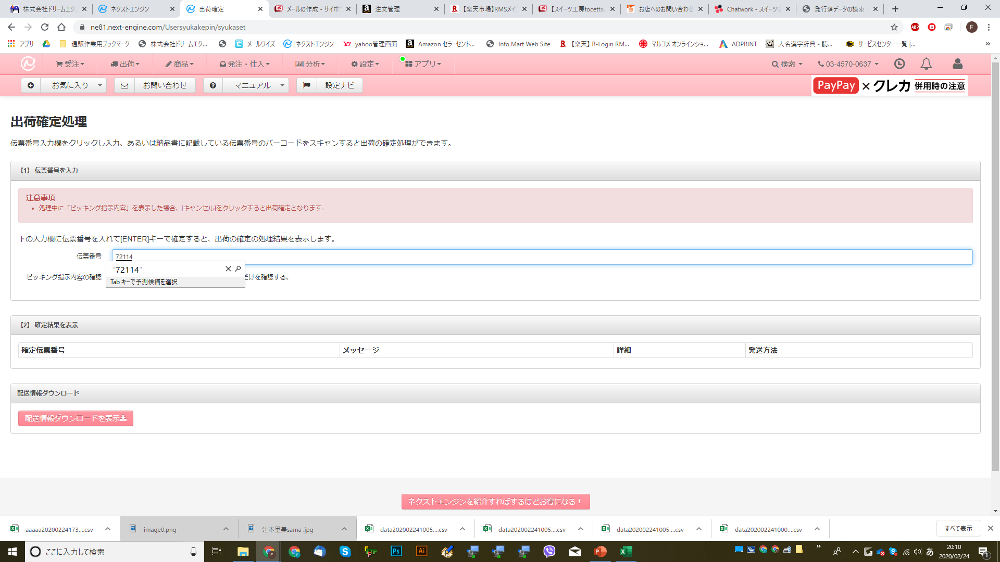 株式会社ドリームエクス
ネクストエンジン
出荷確定
メールの作成 - サイボウ
注文管理
【楽天市場】RMSメイン
【スイーツ工房focetta
お店へのお問い合わせ
Chatwork - スイーツ
発行済データの検索
ne81.next-engine.com/Usersyukakepin/syukaset
ABP
F
アプリ
通販作業用ブックマーク
株式会社ドリームエク...
メールワイズ
ネクストエンジン
yahoo管理画面
Amazon セラーセント...
Info Mart Web Site
【楽天】R-Login RM...
マルコメ オンラインショ...
ADPRINT
人名漢字辞典 - 読...
サービスセンター一覧 |...
»
受注
出荷
商品
発注・仕入
分析
設定
アプリ
検索
03-4570-0637
お気に入り
お問い合わせ
マニュアル
設定ナビ
PayPay × クレカ 併用時の注意
出荷確定処理
伝票番号入力欄をクリックし入力、あるいは納品書に記載している伝票番号のバーコードをスキャンすると出荷の確定処理ができます。
【1】 伝票番号を入力
注意事項
• 処理中に「ピッキング指示内容」を表示した場合、[キャンセル]をクリックすると出荷確定となります。
下の入力欄に伝票番号を入れて[ENTER]キーで確定すると、出荷の確定の処理結果を表示します。
伝票番号
72114
"72114"
Tab キーで予測候補を選択
ピッキング指示内容の確認
だけを確認する。
【2】 確定結果を表示
確定伝票番号
メッセージ
詳細
発送方法
配送情報ダウンロード
配送情報ダウンロードを表示
ネクストエンジンを紹介すればするほどお得になる！
aaaaa20200224173....csv
image0.png
辻本里美sama .jpg
data202002241005....csv
data202002241005....csv
data202002241005....csv
data202002241000....csv
すべて表示
ここに入力して検索
あ
20:10
2020/02/24
1